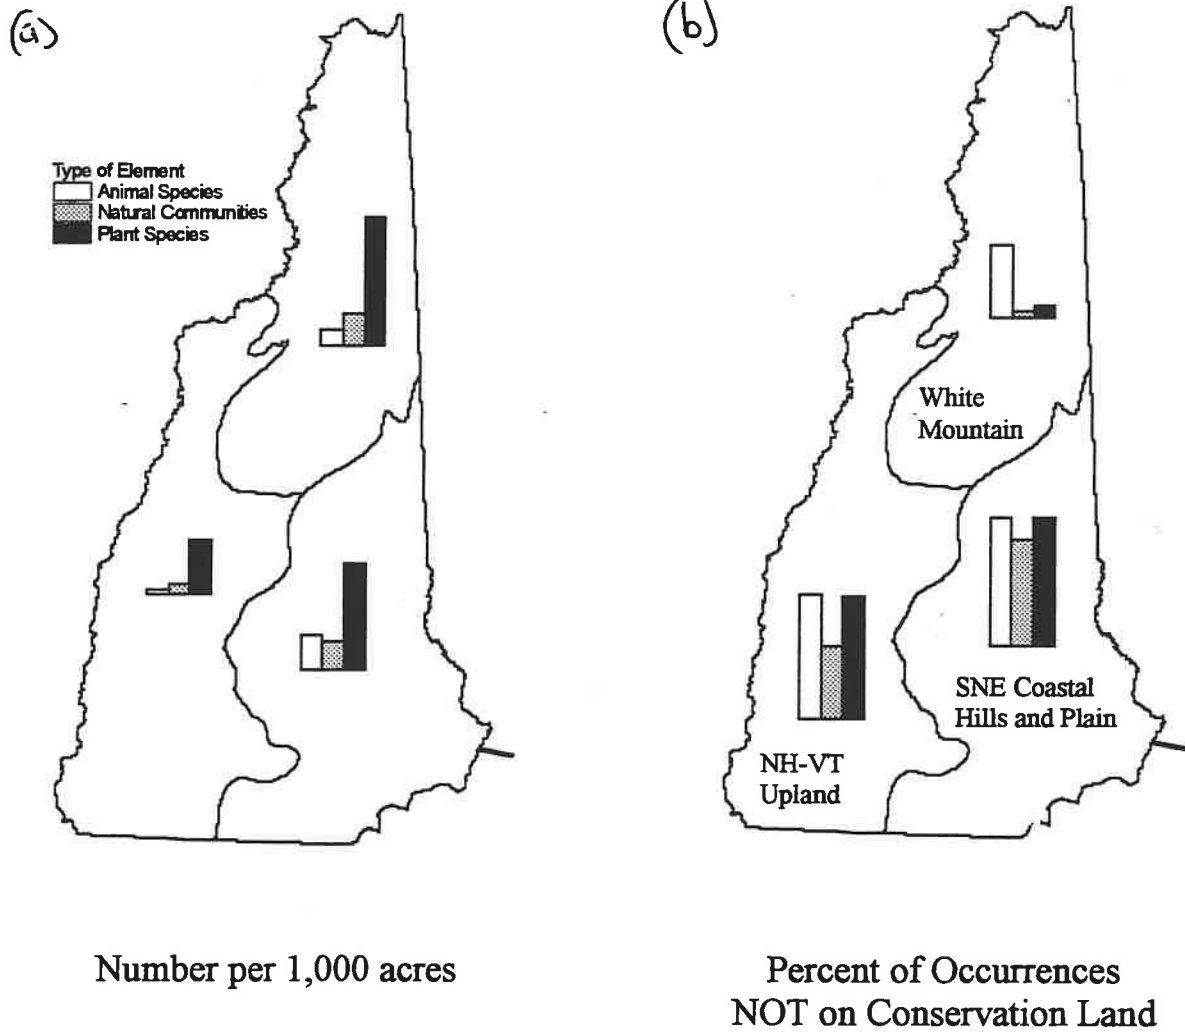 (a)
(b)
Type of Element
Animal Species
Natural Communities
Plant Species
White
Mountain
SNE Coastal
Hills and Plain
NH-VT
Upland
Number per 1,000 acres
Percent of Occurrences
NOT on Conservation Land